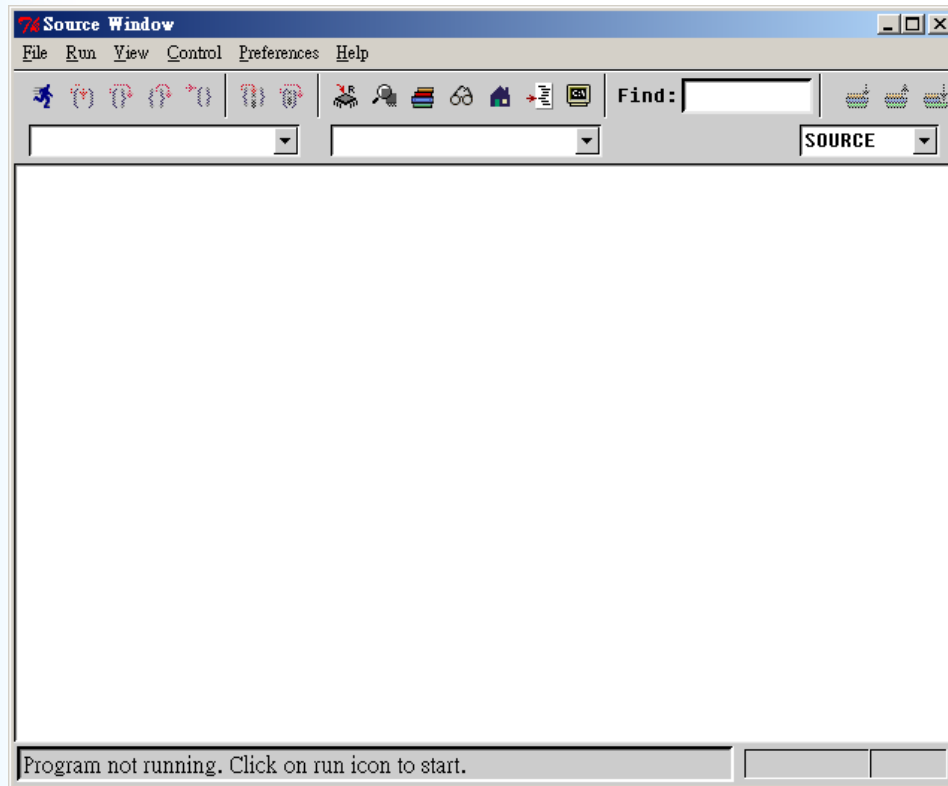 Source Window
File Run View Control Preferences Help
Find:
SOURCE
Program not running. Click on run icon to start.